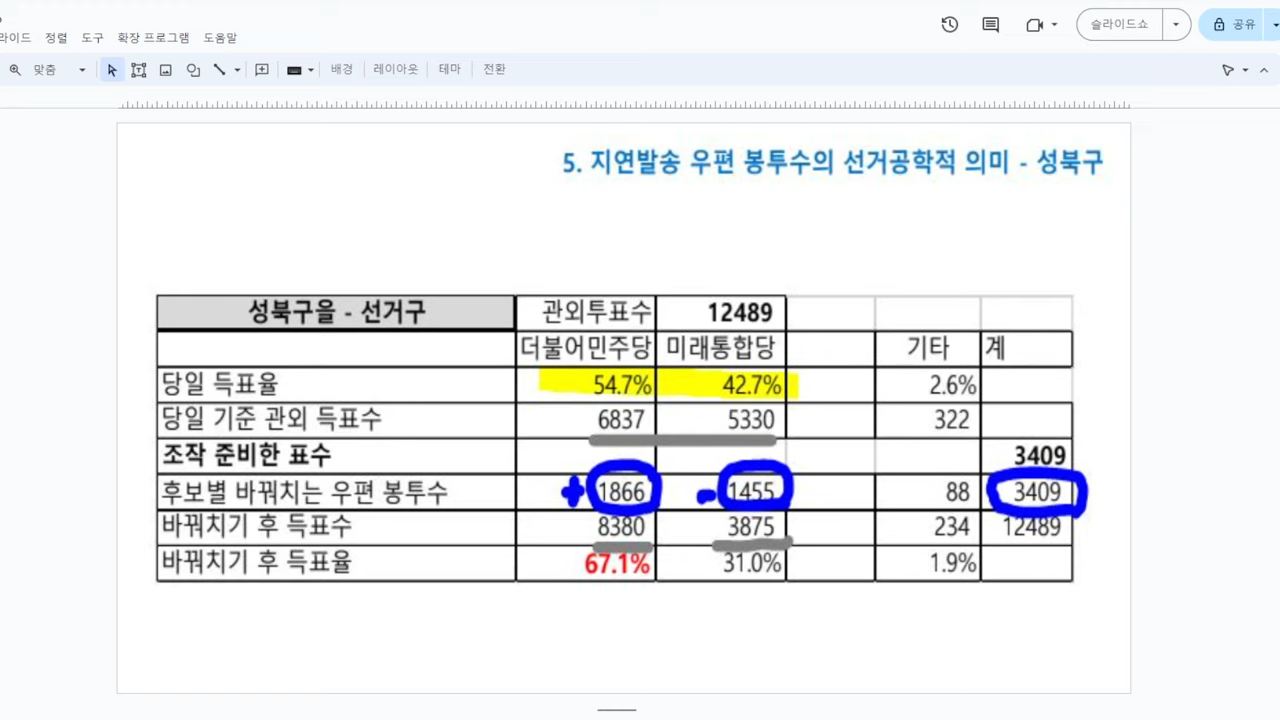 라이드 정렬 도구 확장 프로그램 도움말 슬라이드쇼 공유
맞춤 배경 레이아웃 테마 전환
5. 지연발송 우편 봉투수의 선거공학적 의미 - 성북구
성북구을 - 선거구 관외투표수 12489
더불어민주당 미래통합당 기타 계
당일 득표율 54.7% 42.7% 2.6%
당일 기준 관외 득표수 6837 5330 322
조작 준비한 표수 3409
후보별 바꿔치는 우편 봉투수 + 1866 - 1455 88 3409
바꿔치기 후 득표수 8380 3875 234 12489
바꿔치기 후 득표율 67.1% 31.0% 1.9%